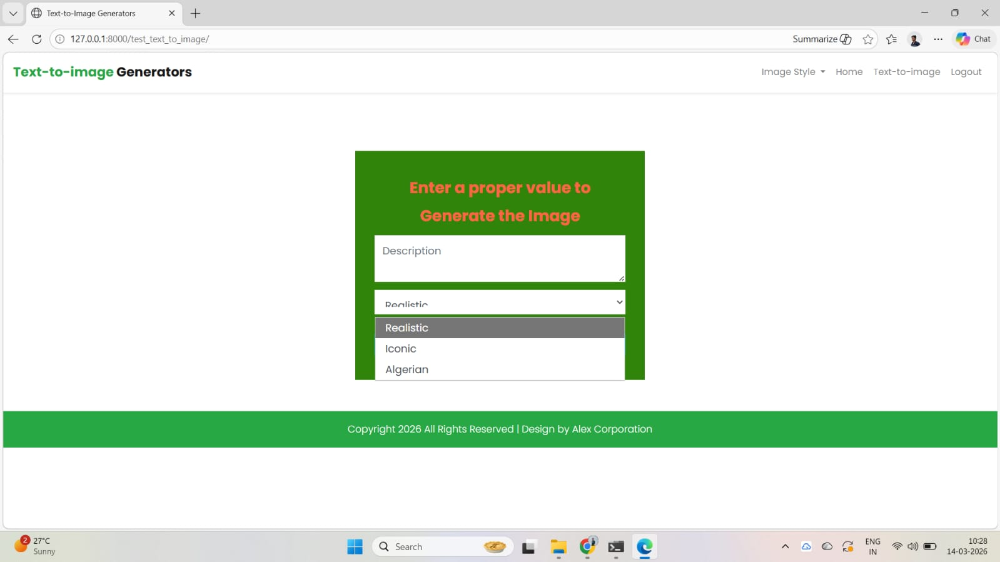 Text-to-Image Generators
127.0.0.1:8000/test_text_to_image/
Summarize
Chat
Text-to-image Generators
Image Style
Home
Text-to-image
Logout
Enter a proper value to
Generate the Image
Description
Realistic
Realistic
Iconic
Algerian
Copyright 2026 All Rights Reserved | Design by Alex Corporation
2
27°C
Sunny
Search
ENG
IN
10:28
14-03-2026